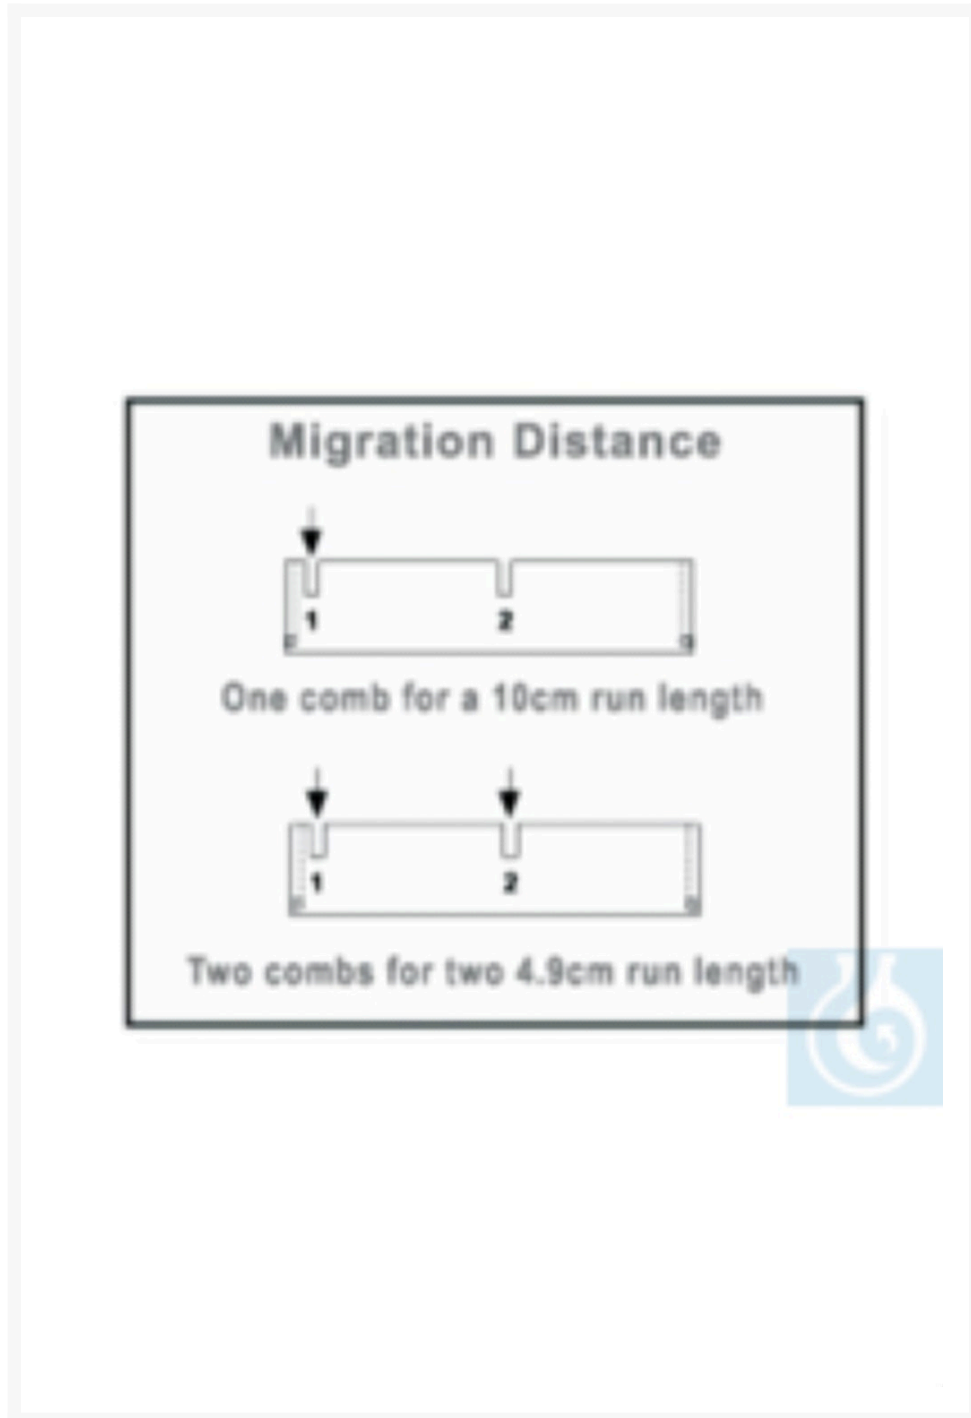 Migration Distance
1 2
One comb for a 10cm run length
1 2
Two combs for two 4.9cm run length